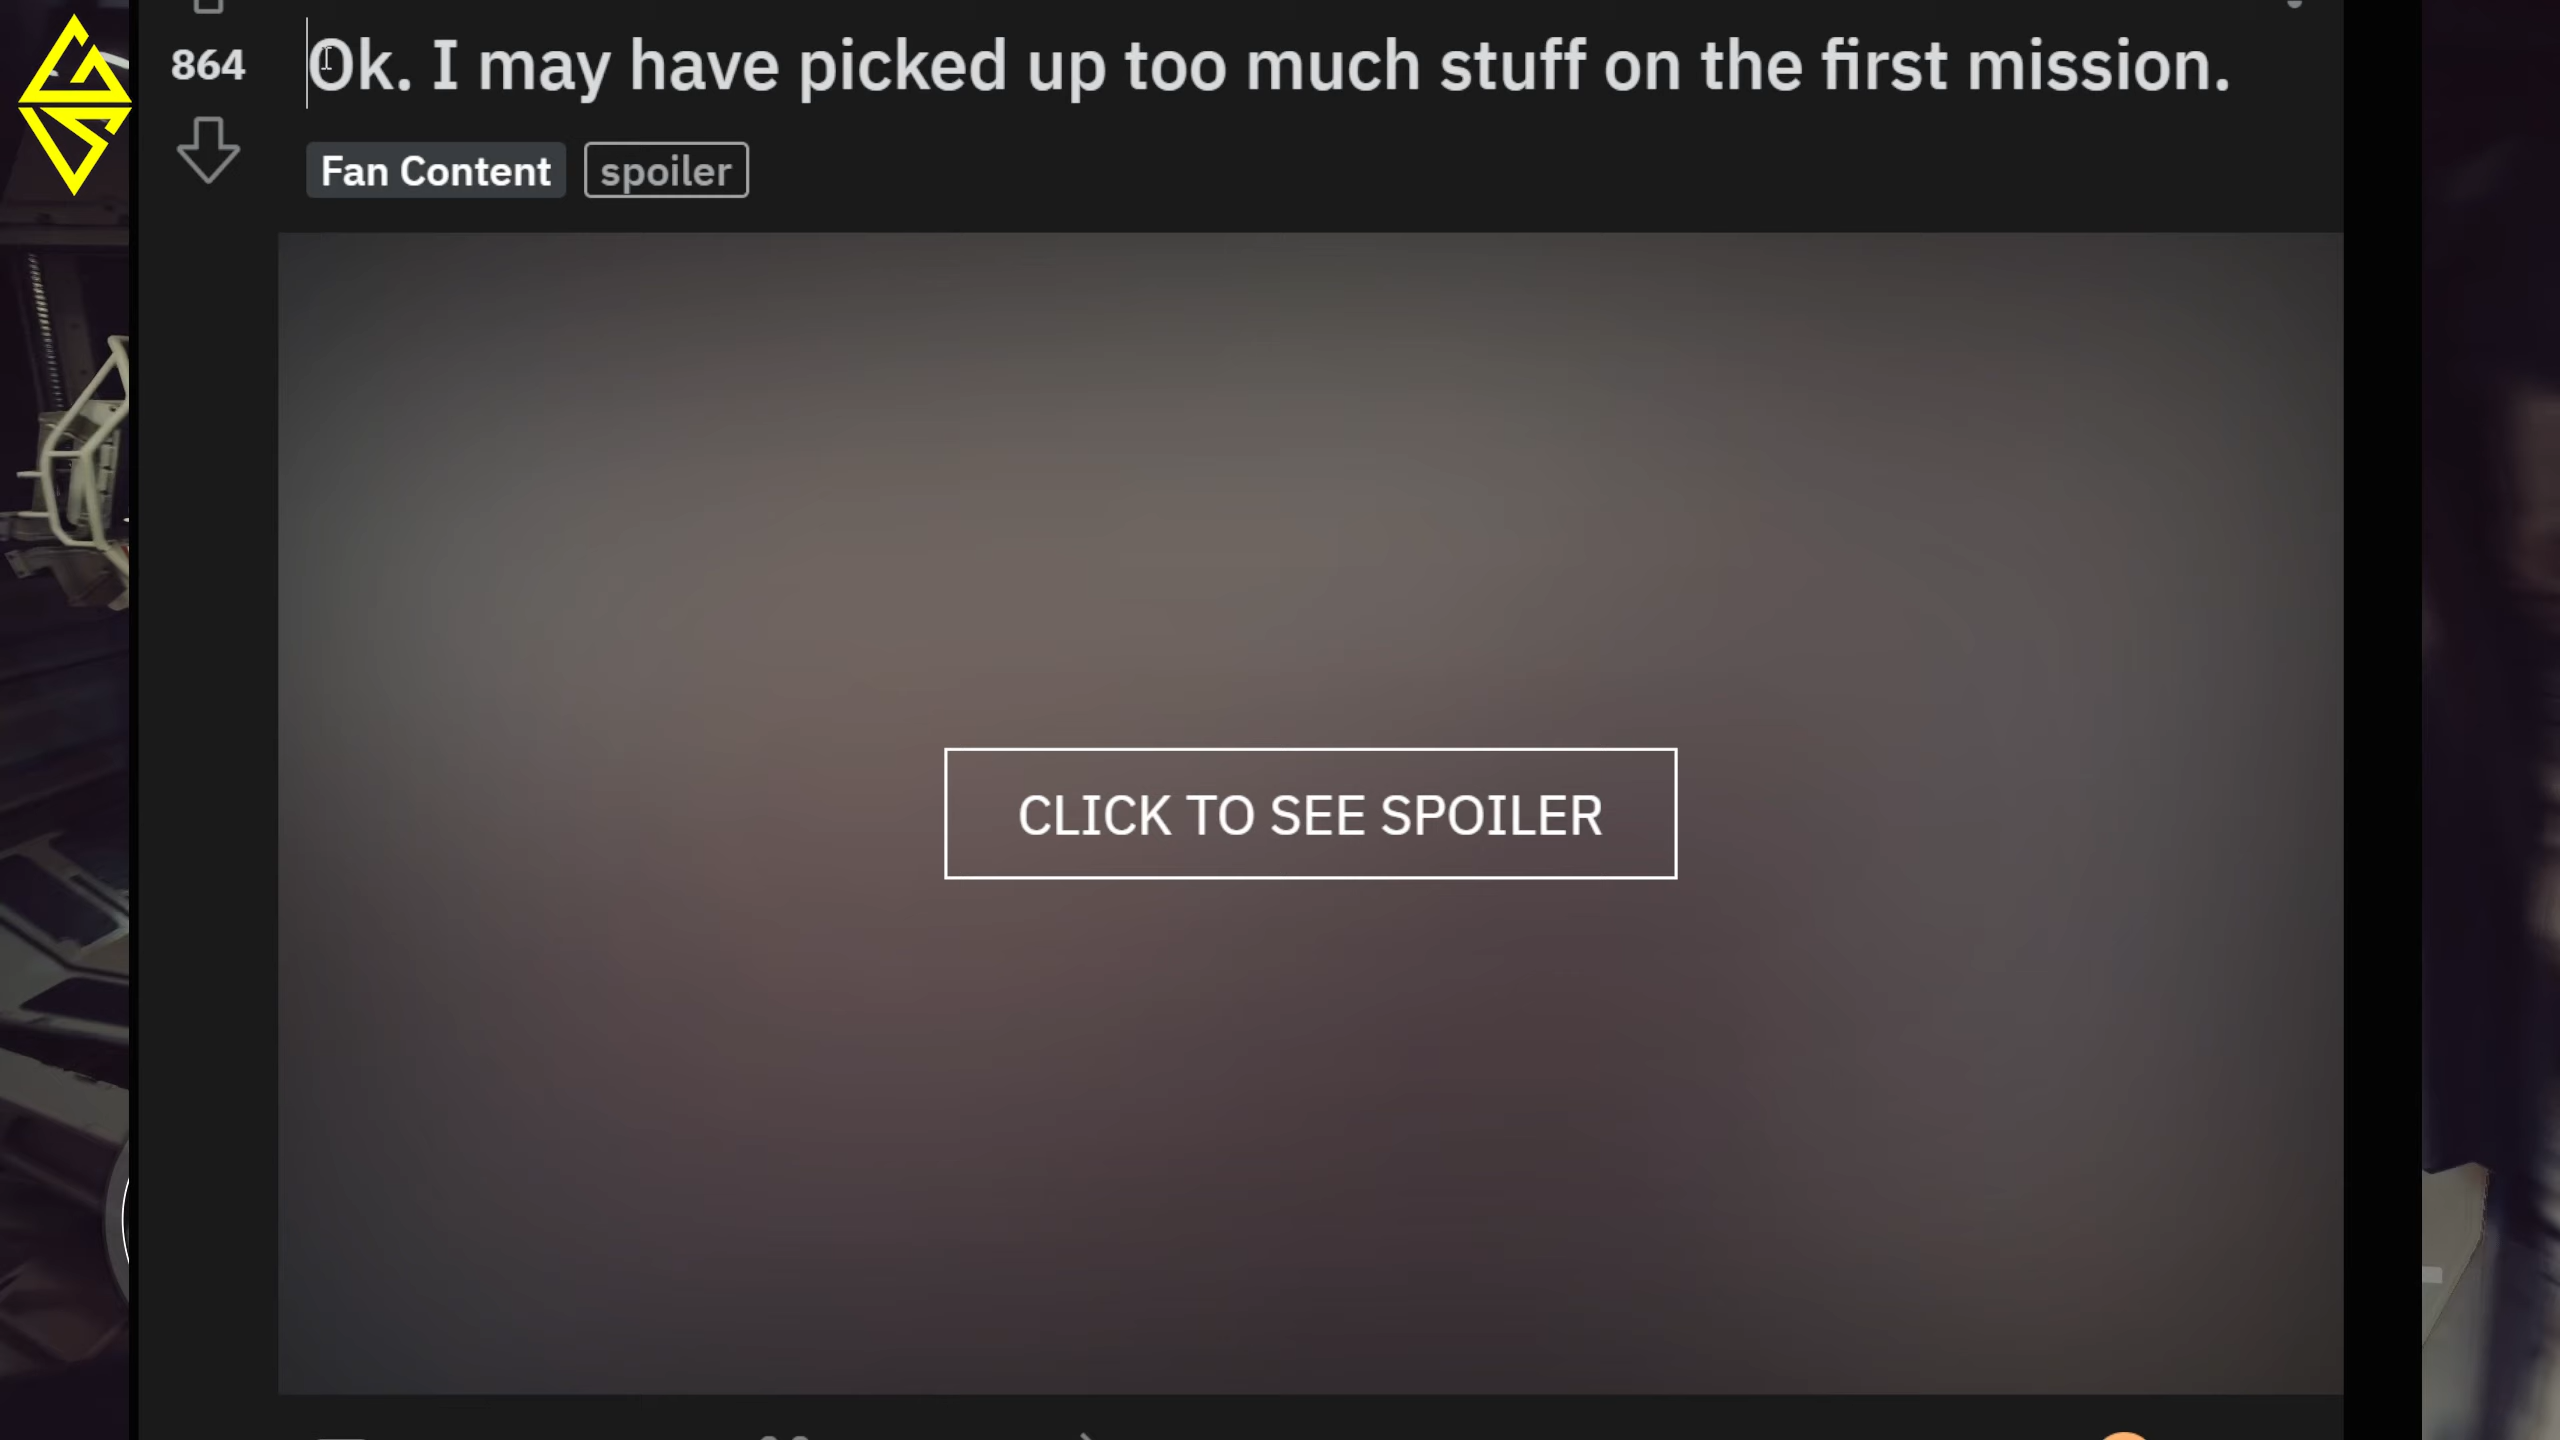 864
Ok. I may have picked up too much stuff on the first mission.
Fan Content
spoiler
CLICK TO SEE SPOILER